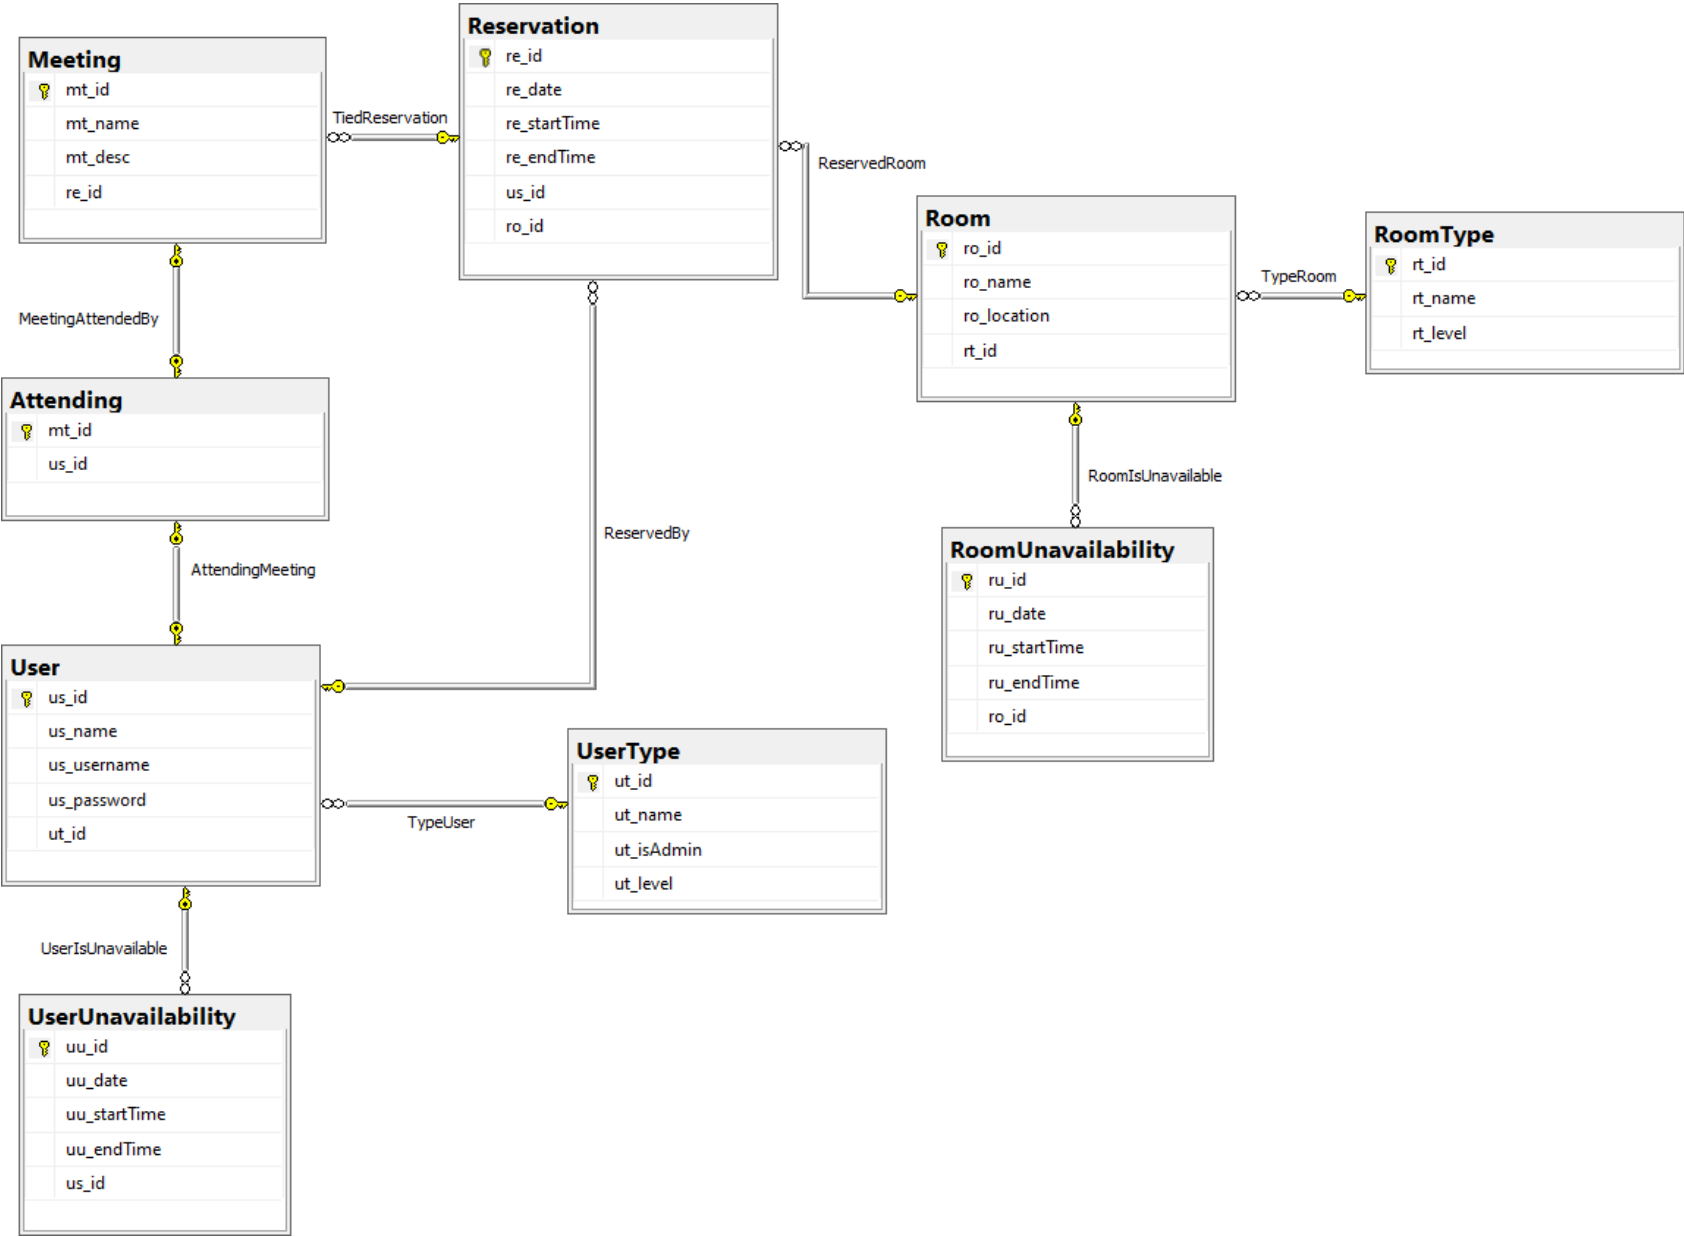 Meeting
mt_id
mt_name
mt_desc
re_id
TiedReservation
Reservation
re_id
re_date
re_startTime
re_endTime
us_id
ro_id
ReservedRoom
Room
ro_id
ro_name
ro_location
rt_id
TypeRoom
RoomType
rt_id
rt_name
rt_level
MeetingAttendedBy
Attending
mt_id
us_id
AttendingMeeting
ReservedBy
RoomIsUnavailable
RoomUnavailability
ru_id
ru_date
ru_startTime
ru_endTime
ro_id
User
us_id
us_name
us_username
us_password
ut_id
TypeUser
UserType
ut_id
ut_name
ut_isAdmin
ut_level
UserIsUnavailable
UserUnavailability
uu_id
uu_date
uu_startTime
uu_endTime
us_id